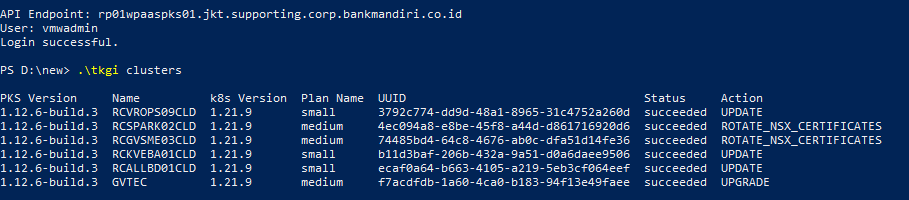 API Endpoint: rp01wpaaspks01.jkt.supporting.corp.bankmandiri.co.id
User: vmwadmin
Login successful.
PS D:\new> .\tkgi clusters
PKS Version     Name         k8s Version  Plan Name  UUID                                  Status     Action
1.12.6-build.3  RCVROPS09CLD  1.21.9       small      3792c774-dd9d-48a1-8965-31c4752a260d  succeeded  UPDATE
1.12.6-build.3  RCSPARK02CLD  1.21.9       medium     4ec094a8-e8be-45f8-a44d-d861716920d6  succeeded  ROTATE_NSX_CERTIFICATES
1.12.6-build.3  RCGVSME03CLD  1.21.9       medium     74485bd4-64c8-4676-ab0c-dfa51d14fe36  succeeded  ROTATE_NSX_CERTIFICATES
1.12.6-build.3  RCKVEBA01CLD  1.21.9       small      b11d3baf-206b-432a-9a51-d0a6daee9506  succeeded  UPDATE
1.12.6-build.3  RCALLBD01CLD  1.21.9       small      ecaf0a64-b663-4105-a219-5eb3cf064eef  succeeded  UPDATE
1.12.6-build.3  GVTEC         1.21.9       medium     f7acdfdb-1a60-4ca0-b183-94f13e49faee  succeeded  UPGRADE